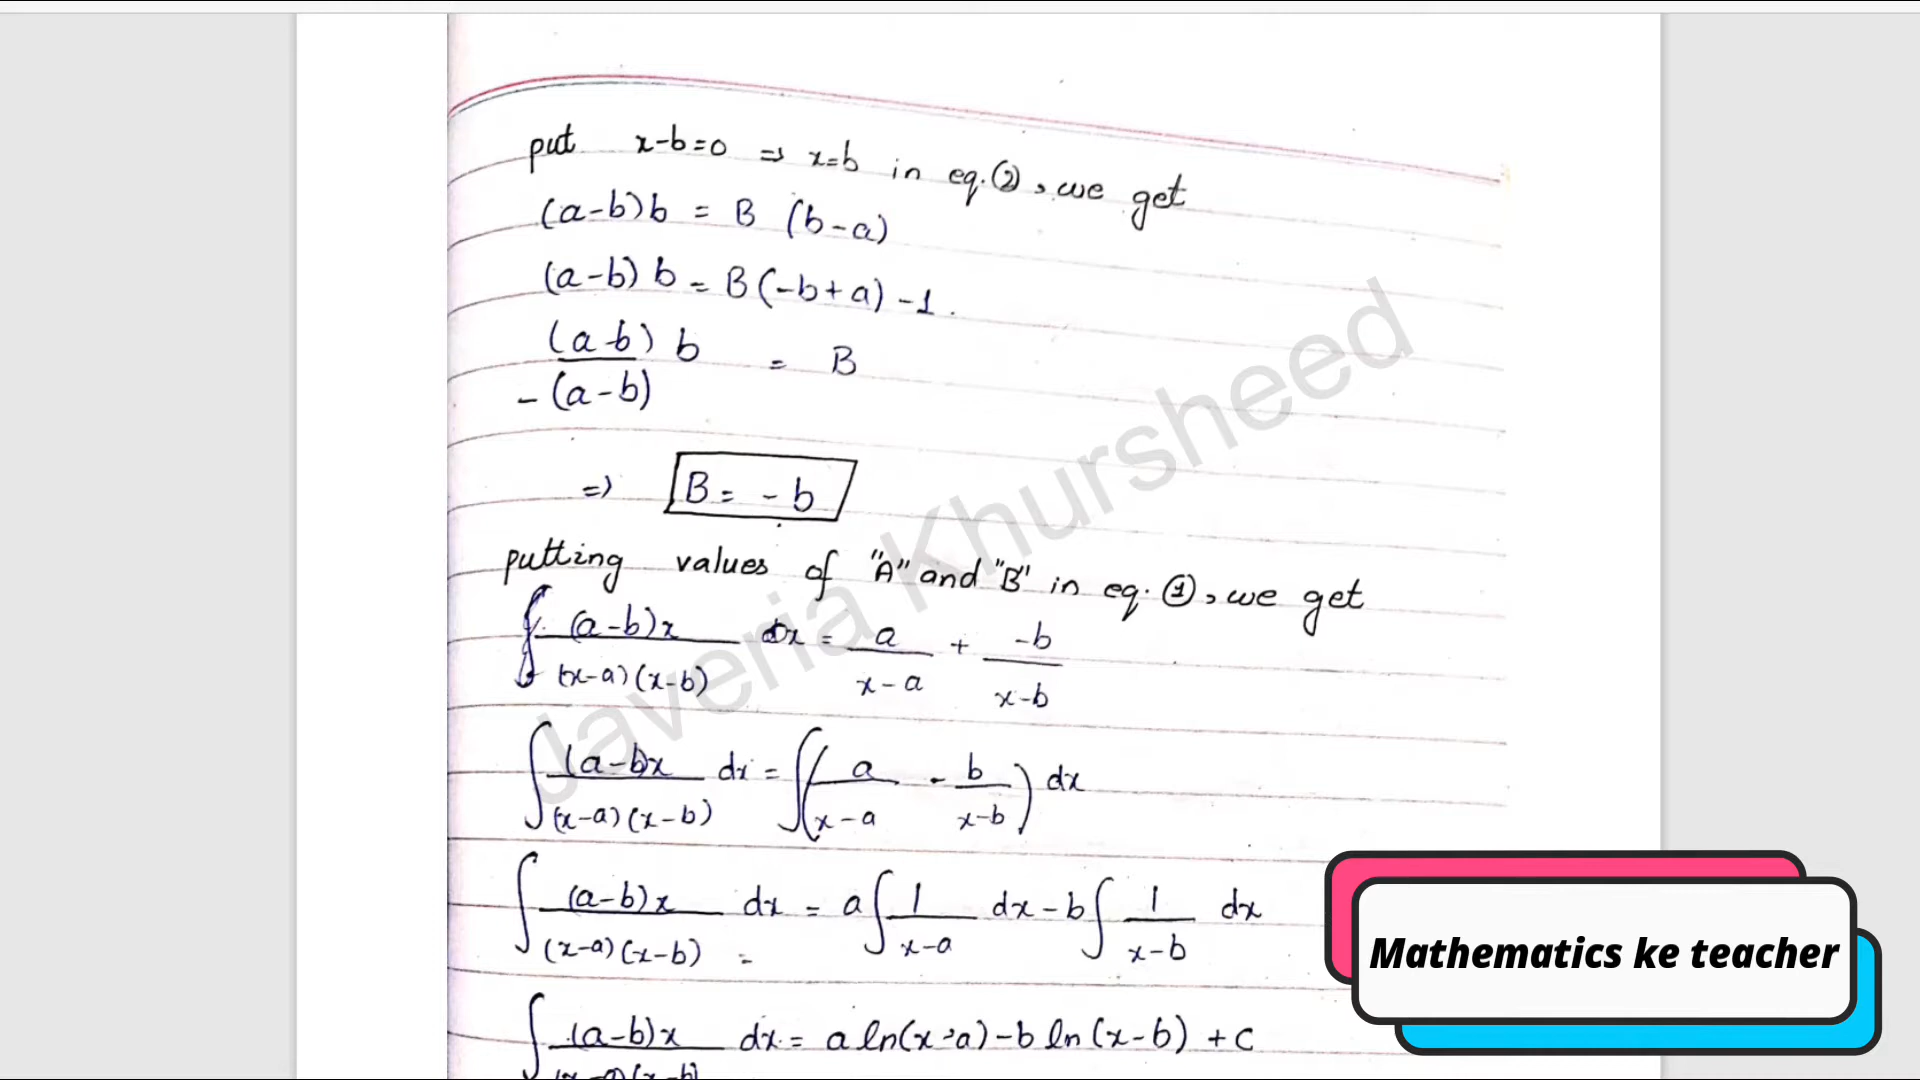 put x-b=0 ⇒ x=b in eq.(2), we get
(a-b)b = B (b-a)
(a-b) b = B(-b+a) -1.
(a-b) b / -(a-b) = B
⇒ B = -b
putting values of "A" and "B" in eq. (1), we get
∫ (a-b)x / (x-a)(x-b) dx = a / x-a + -b / x-b
∫ (a-b)x / (x-a)(x-b) dx = ∫( a / x-a - b / x-b ) dx
∫ (a-b)x / (x-a)(x-b) dx = a ∫ 1 / x-a dx - b ∫ 1 / x-b dx
=
∫ (a-b)x / (x-a)(x-b) dx = a ln(x-a) - b ln(x-b) + c
Javeria Khursheed
Mathematics ke teacher